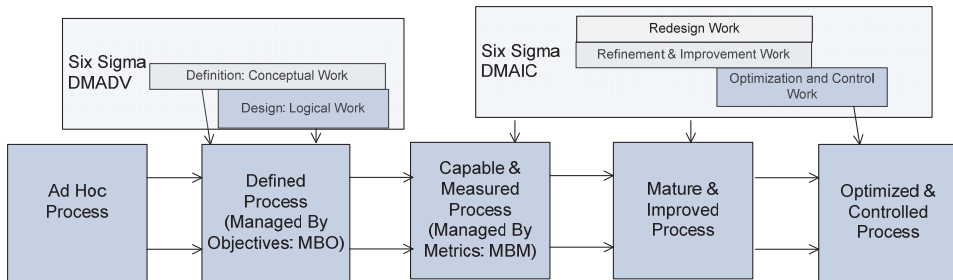 Six Sigma
DMADV
Definition: Conceptual Work
Design: Logical Work
Six Sigma
DMAIC
Redesign Work
Refinement & Improvement Work
Optimization and Control
Work
Ad Hoc
Process
Defined
Process
(Managed By
Objectives: MBO)
Capable &
Measured
Process
(Managed By
Metrics: MBM)
Mature &
Improved
Process
Optimized &
Controlled
Process